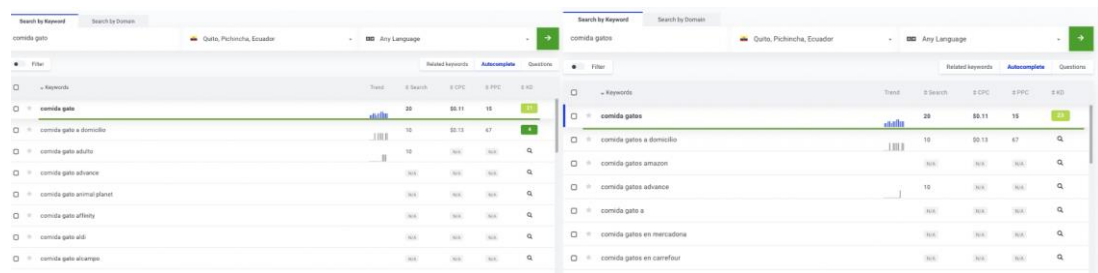 Search by Keyword Search by Domain
comida gato Quito, Pichincha, Ecuador Any Language
Filter Related keywords Autocomplete Questions
Keywords Trend Search CPC PPC KD
comida gato 20 $0.11 15
comida gato a domicilio 10 $0.13 67 4
comida gato adulto 10 N/A N/A
comida gato advance N/A N/A N/A
comida gato animal planet N/A N/A N/A
comida gato affinity N/A N/A N/A
comida gato aldi N/A N/A N/A
comida gato alcampo N/A N/A N/A
Search by Keyword Search by Domain
comida gatos Quito, Pichincha, Ecuador Any Language
Filter Related keywords Autocomplete Questions
Keywords Trend Search CPC PPC KD
comida gatos 20 $0.11 15
comida gatos a domicilio 10 $0.13 67
comida gatos amazon N/A N/A N/A
comida gatos advance 10 N/A N/A
comida gato a N/A N/A N/A
comida gatos en mercadona N/A N/A N/A
comida gatos en carrefour N/A N/A N/A